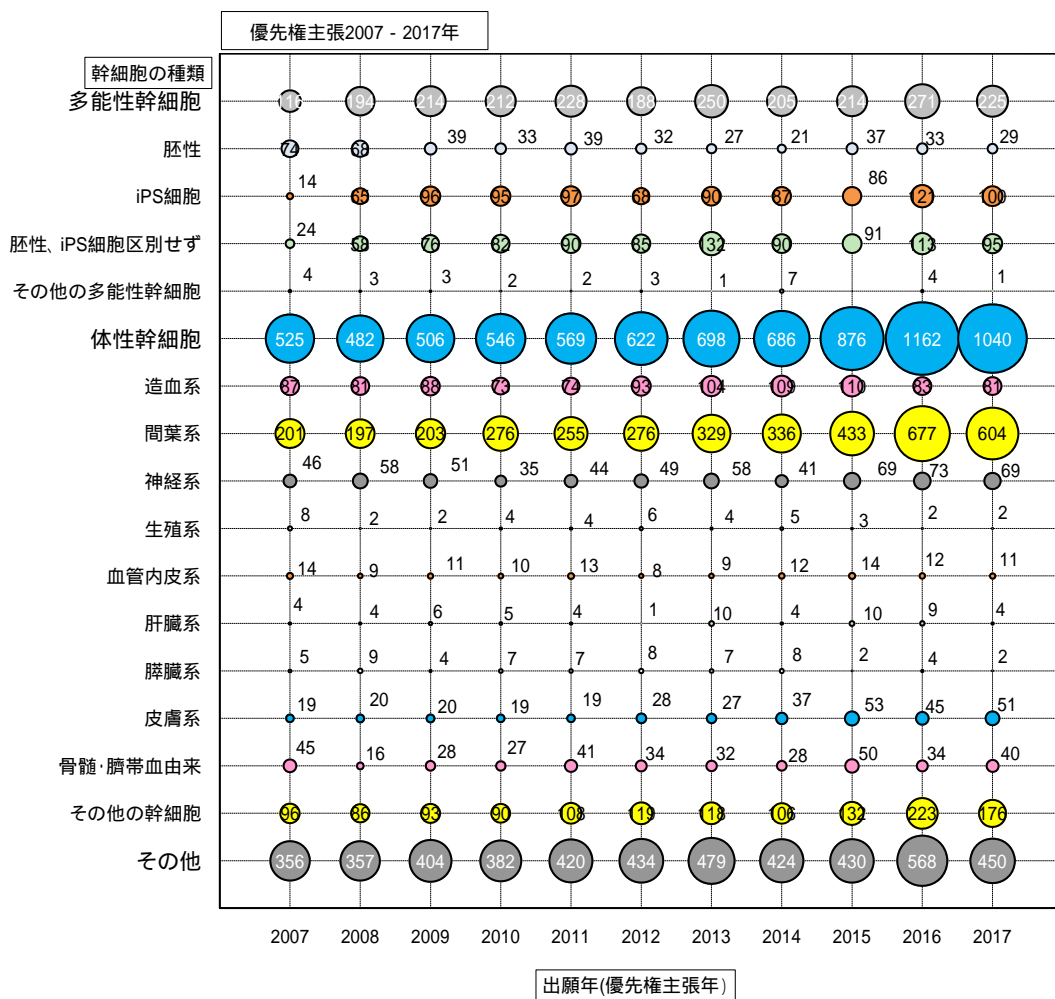 優先権主張2007 - 2017年
幹細胞の種類
多能性幹細胞 116 194 214 212 228 188 250 205 214 271 225
胚性 74 68 39 33 39 32 27 21 37 33 29
iPS細胞 14 65 96 95 97 68 90 87 86 121 100
胚性、iPS細胞区別せず 24 58 76 82 90 85 132 90 91 113 95
その他の多能性幹細胞 4 3 3 2 2 3 1 7 4 1
体性幹細胞 525 482 506 546 569 622 698 686 876 1162 1040
造血系 87 81 88 73 74 93 104 109 110 83 81
間葉系 201 197 203 276 255 276 329 336 433 677 604
神経系 46 58 51 35 44 49 58 41 69 73 69
生殖系 8 2 2 4 4 6 4 5 3 2 2
血管内皮系 14 9 11 10 13 8 9 12 14 12 11
肝臓系 4 4 6 5 4 1 10 4 10 9 4
膵臓系 5 9 4 7 7 8 7 8 2 4 2
皮膚系 19 20 20 19 19 28 27 37 53 45 51
骨髄・臍帯血由来 45 16 28 27 41 34 32 28 50 34 40
その他の幹細胞 96 86 93 90 108 119 118 106 132 223 176
その他 356 357 404 382 420 434 479 424 430 568 450
2007 2008 2009 2010 2011 2012 2013 2014 2015 2016 2017
出願年(優先権主張年)